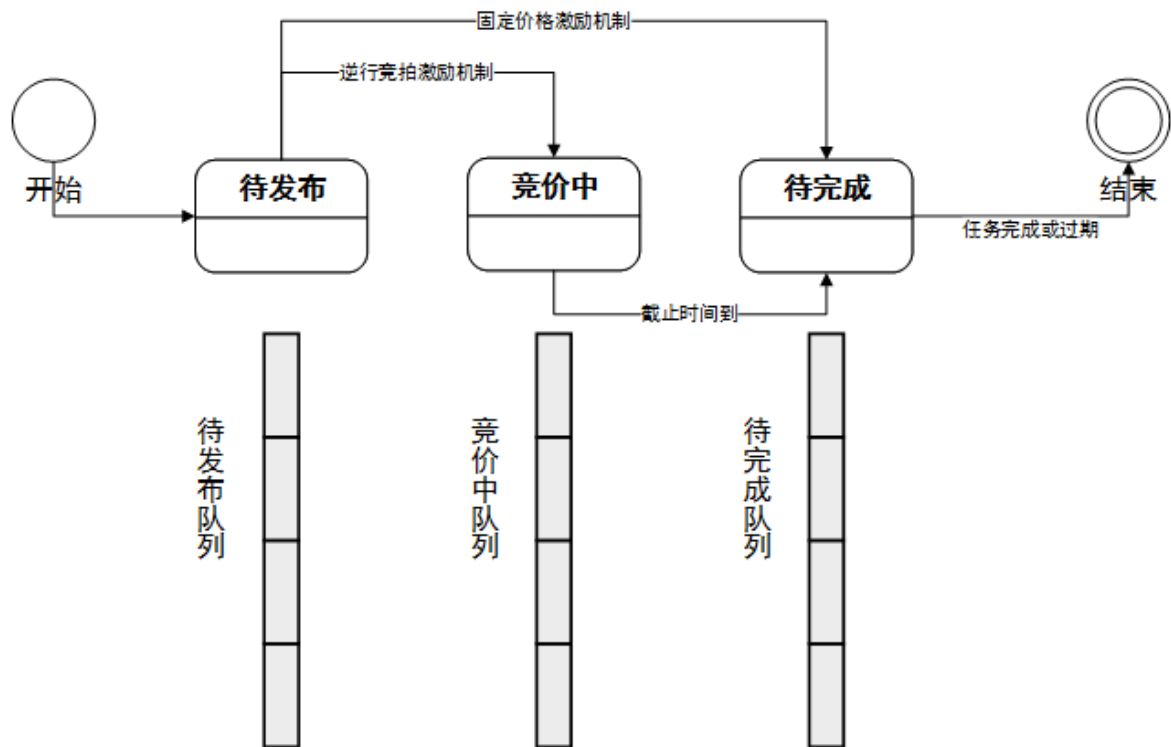 固定价格激励机制
逆行竞拍激励机制
开始
待发布
竞价中
待完成
结束
任务完成或过期
截止时间到
待发布队列
竞价中队列
待完成队列